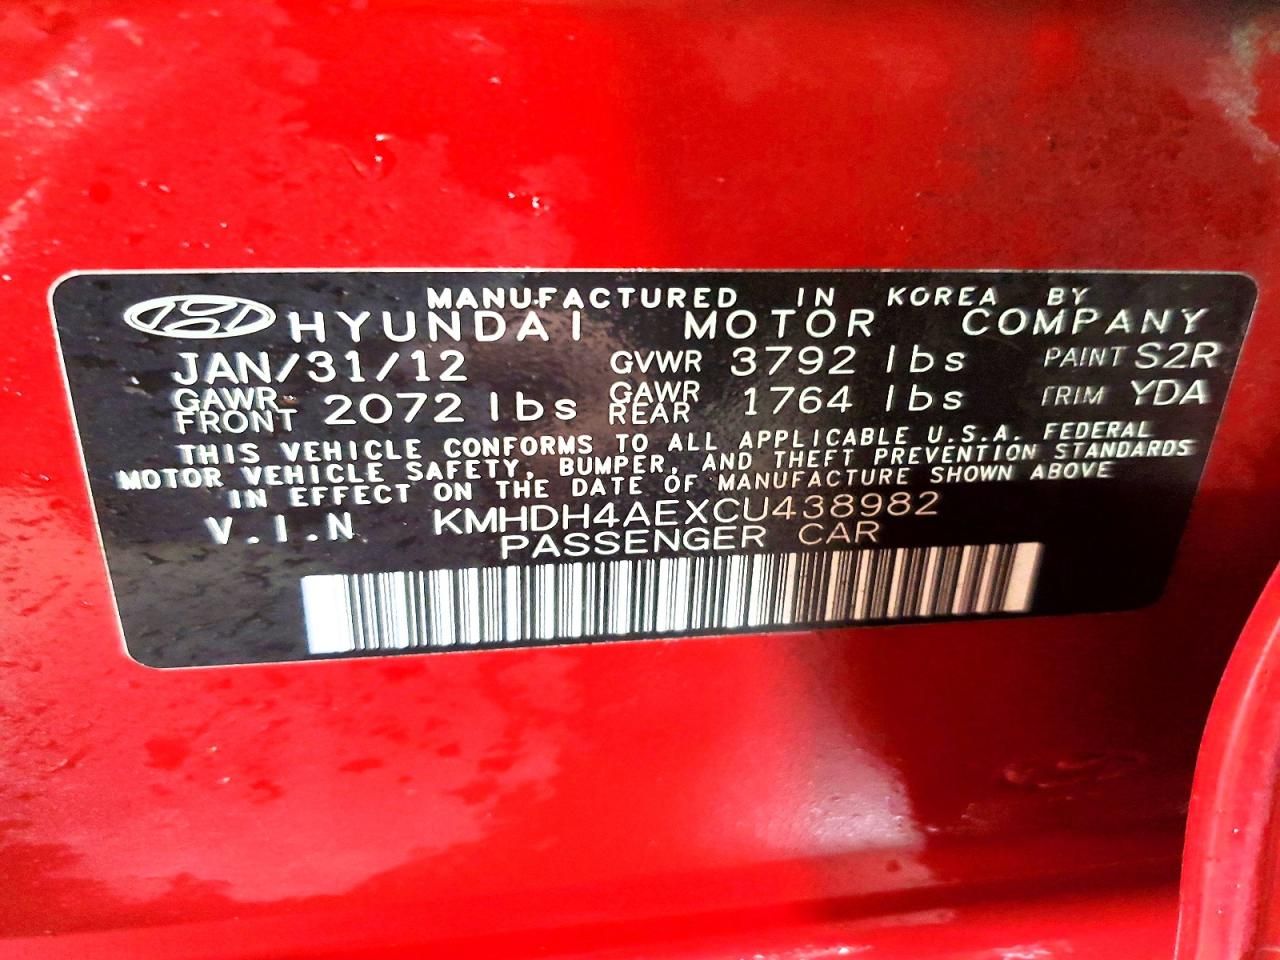 MANUFACTURED IN KOREA BY
HYUNDAI MOTOR COMPANY
JAN/31/12 GVWR 3792 lbs PAINT S2R
GAWR FRONT 2072 lbs GAWR REAR 1764 lbs TRIM YDA
THIS VEHICLE CONFORMS TO ALL APPLICABLE U.S.A. FEDERAL
MOTOR VEHICLE SAFETY, BUMPER, AND THEFT PREVENTION STANDARDS
IN EFFECT ON THE DATE OF MANUFACTURE SHOWN ABOVE
V.I.N KMHDH4AEXCU438982
PASSENGER CAR